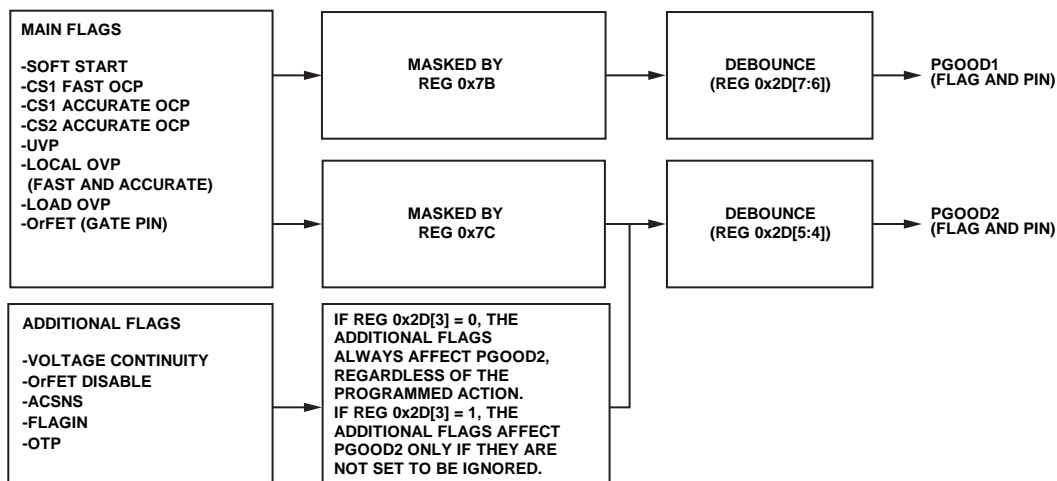 MAIN FLAGS
-SOFT START
-CS1 FAST OCP
-CS1 ACCURATE OCP
-CS2 ACCURATE OCP
-UVP
-LOCAL OVP
(FAST AND ACCURATE)
-LOAD OVP
-OrFET (GATE PIN)
MASKED BY
REG 0x7B
DEBOUNCE
(REG 0x2D[7:6])
PGOOD1
(FLAG AND PIN)
MASKED BY
REG 0x7C
DEBOUNCE
(REG 0x2D[5:4])
PGOOD2
(FLAG AND PIN)
ADDITIONAL FLAGS
-VOLTAGE CONTINUITY
-OrFET DISABLE
-ACSNS
-FLAGIN
-OTP
IF REG 0x2D[3] = 0, THE
ADDITIONAL FLAGS
ALWAYS AFFECT PGOOD2,
REGARDLESS OF THE
PROGRAMMED ACTION.
IF REG 0x2D[3] = 1, THE
ADDITIONAL FLAGS AFFECT
PGOOD2 ONLY IF THEY ARE
NOT SET TO BE IGNORED.